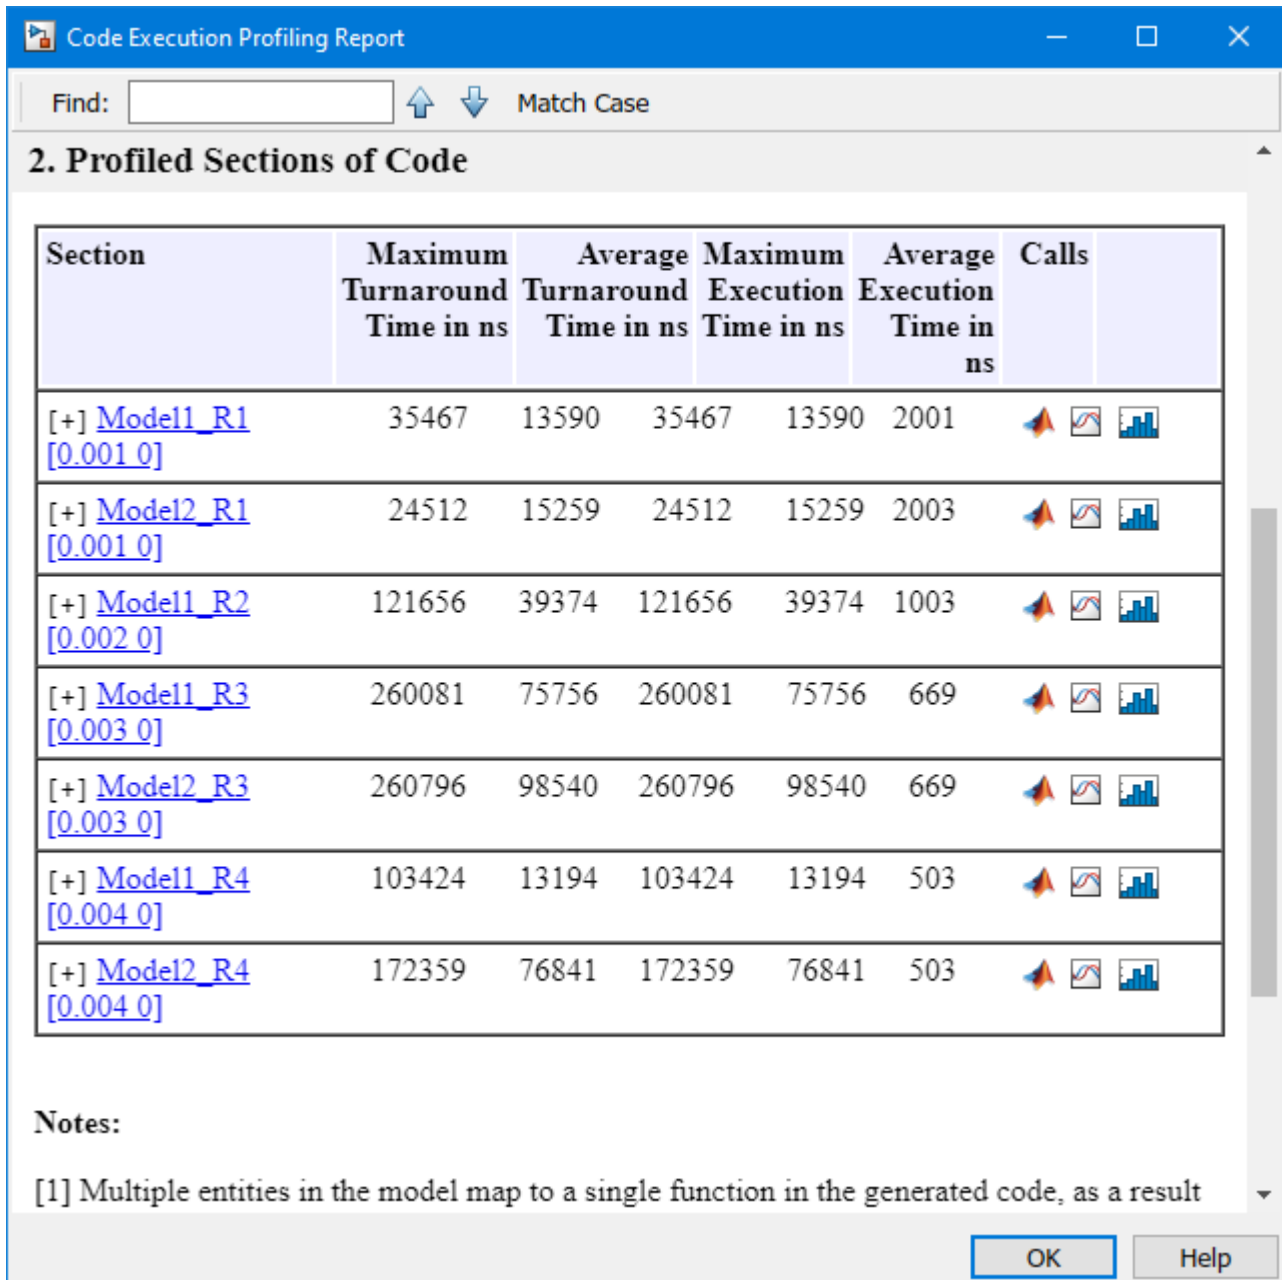 Code Execution Profiling Report
Find:
Match Case
2. Profiled Sections of Code
Section Maximum Average Maximum Average Calls
Turnaround Turnaround Execution Execution
Time in ns Time in ns Time in ns Time in
ns
[+] Model1_R1 35467 13590 35467 13590 2001
[0.001 0]
[+] Model2_R1 24512 15259 24512 15259 2003
[0.001 0]
[+] Model1_R2 121656 39374 121656 39374 1003
[0.002 0]
[+] Model1_R3 260081 75756 260081 75756 669
[0.003 0]
[+] Model2_R3 260796 98540 260796 98540 669
[0.003 0]
[+] Model1_R4 103424 13194 103424 13194 503
[0.004 0]
[+] Model2_R4 172359 76841 172359 76841 503
[0.004 0]
Notes:
[1] Multiple entities in the model map to a single function in the generated code, as a result
OK Help